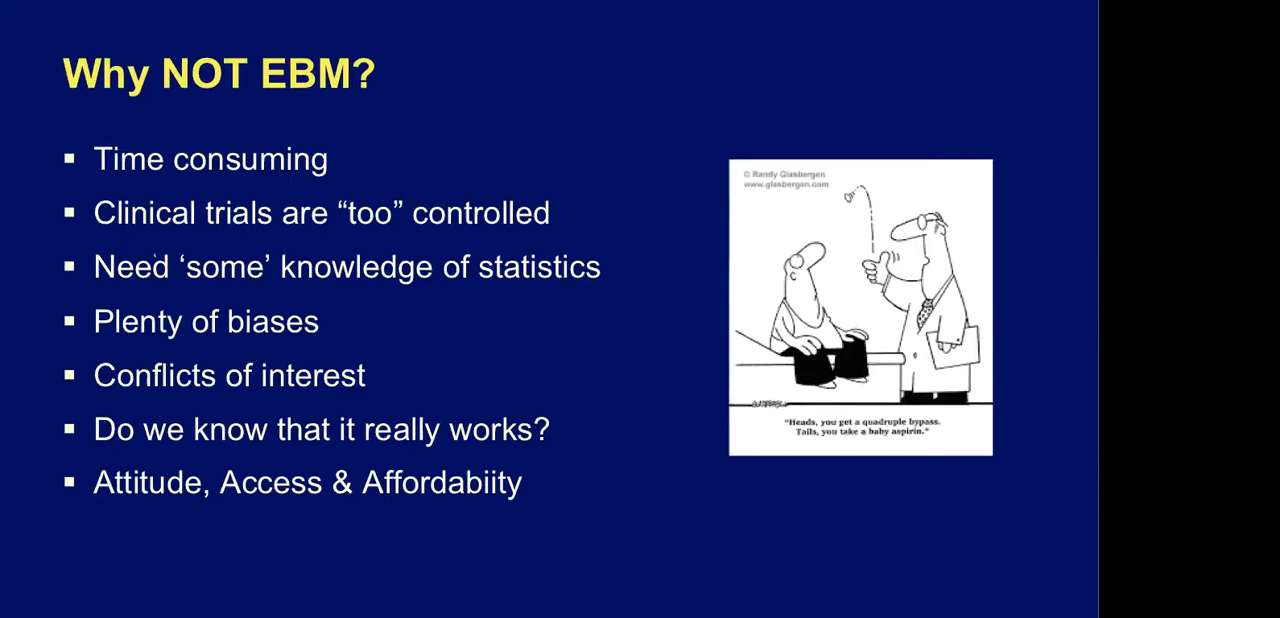 Why NOT EBM?
▪ Time consuming
▪ Clinical trials are “too” controlled
▪ Need ‘some’ knowledge of statistics
▪ Plenty of biases
▪ Conflicts of interest
▪ Do we know that it really works?
▪ Attitude, Access & Affordabiity
© Randy Glasbergen
www.glasbergen.com
GLASBERGEN
“Heads, you get a quadruple bypass.
Tails, you take a baby aspirin.”